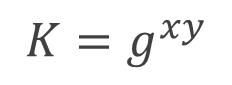 K = g^{xy}